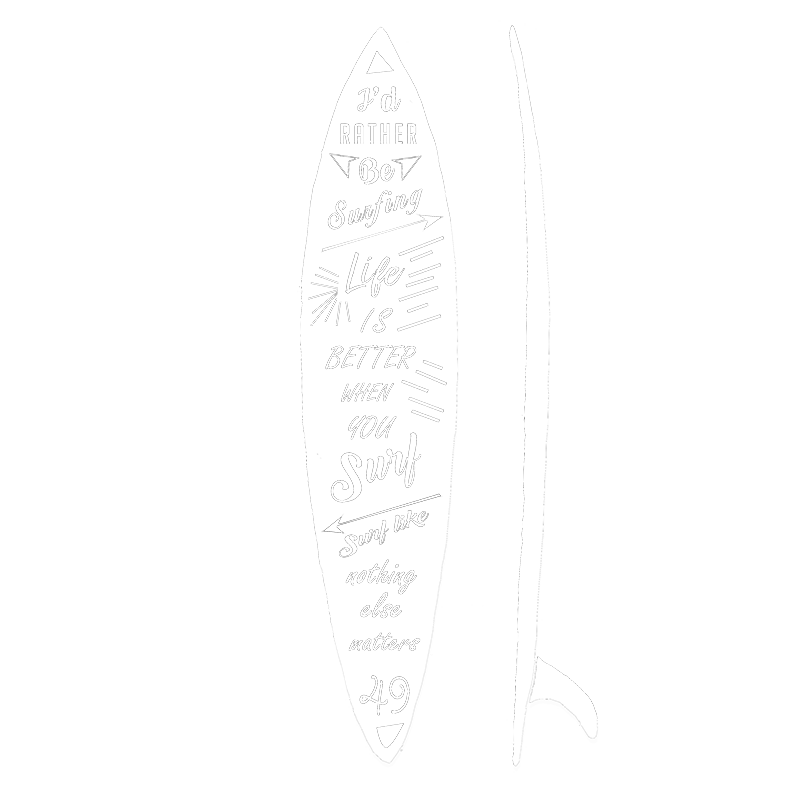 I'd
RATHER
Be
Surfing
Life
IS
BETTER
WHEN
YOU
Surf
Surf like
nothing
else
matters
49